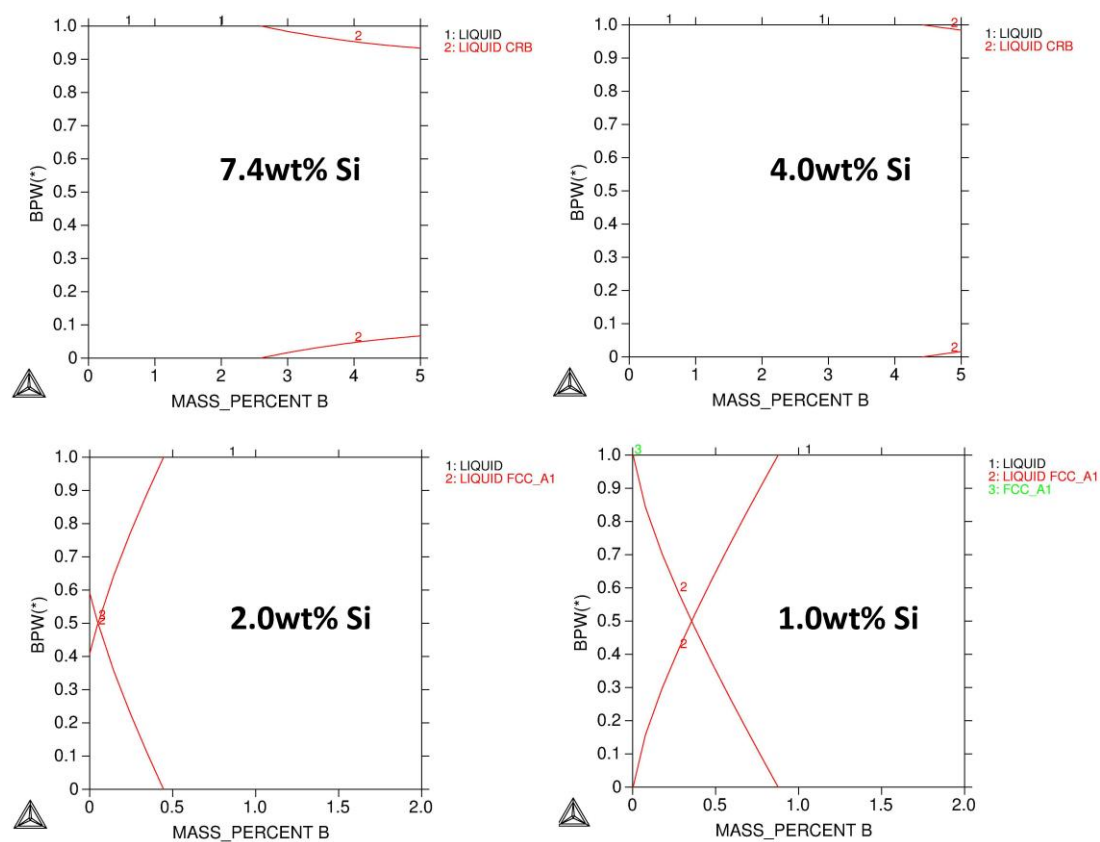 1 1
1.0
0.9
0.8
0.7
0.6
0.5
0.4
0.3
0.2
0.1
0
BPW(*)
2
2
7.4wt% Si
0 1 2 3 4 5
MASS_PERCENT B
1: LIQUID
2: LIQUID CRB
1 1 2
1.0
0.9
0.8
0.7
0.6
0.5
0.4
0.3
0.2
0.1
0
BPW(*)
2
4.0wt% Si
0 1 2 3 4 5
MASS_PERCENT B
1: LIQUID
2: LIQUID CRB
1
1.0
0.9
0.8
0.7
0.6
0.5
0.4
0.3
0.2
0.1
0
BPW(*)
2
2
2.0wt% Si
0 0.5 1.0 1.5 2.0
MASS_PERCENT B
1: LIQUID
2: LIQUID FCC_A1
3 1
1.0
0.9
0.8
0.7
0.6
0.5
0.4
0.3
0.2
0.1
0
BPW(*)
2
2
1.0wt% Si
0 0.5 1.0 1.5 2.0
MASS_PERCENT B
1: LIQUID
2: LIQUID FCC_A1
3: FCC_A1